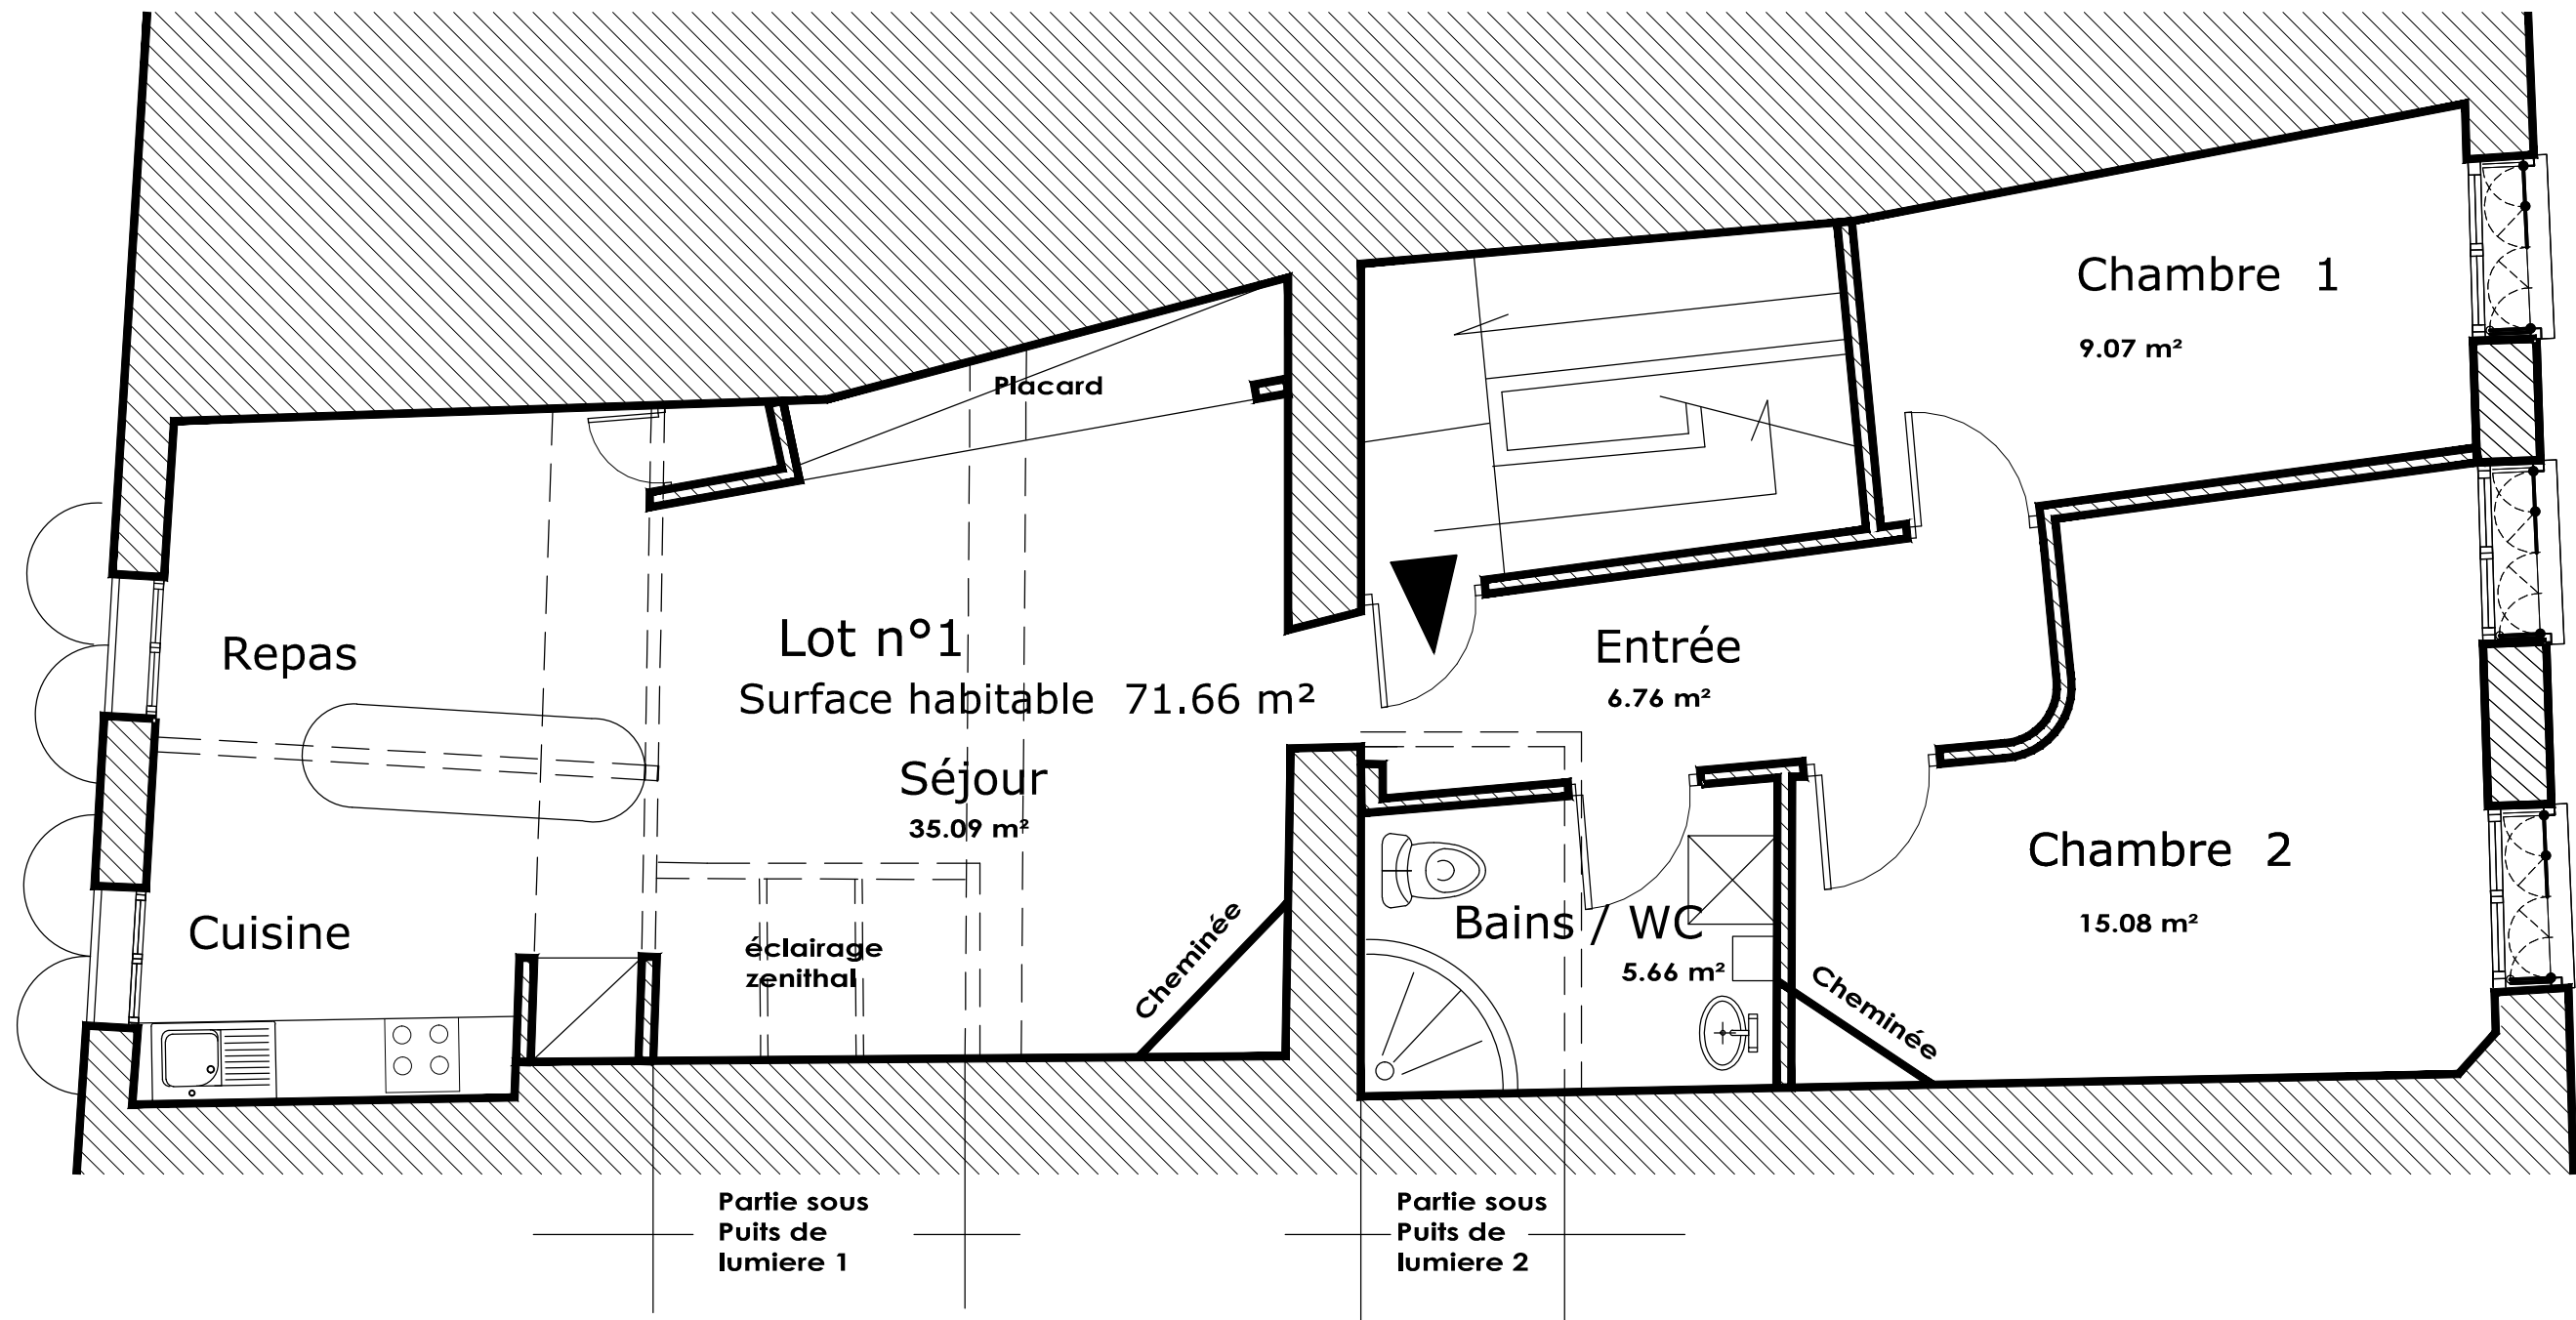 Chambre 1
9.07 m²
Placard
Repas
Lot n°1
Surface habitable 71.66 m²
Séjour
35.09 m²
Entrée
6.76 m²
Chambre 2
15.08 m²
Cuisine
éclairage
zenithal
Cheminée
Bains / WC
5.66 m²
Cheminée
Partie sous
Puits de
lumiere 1
Partie sous
Puits de
lumiere 2